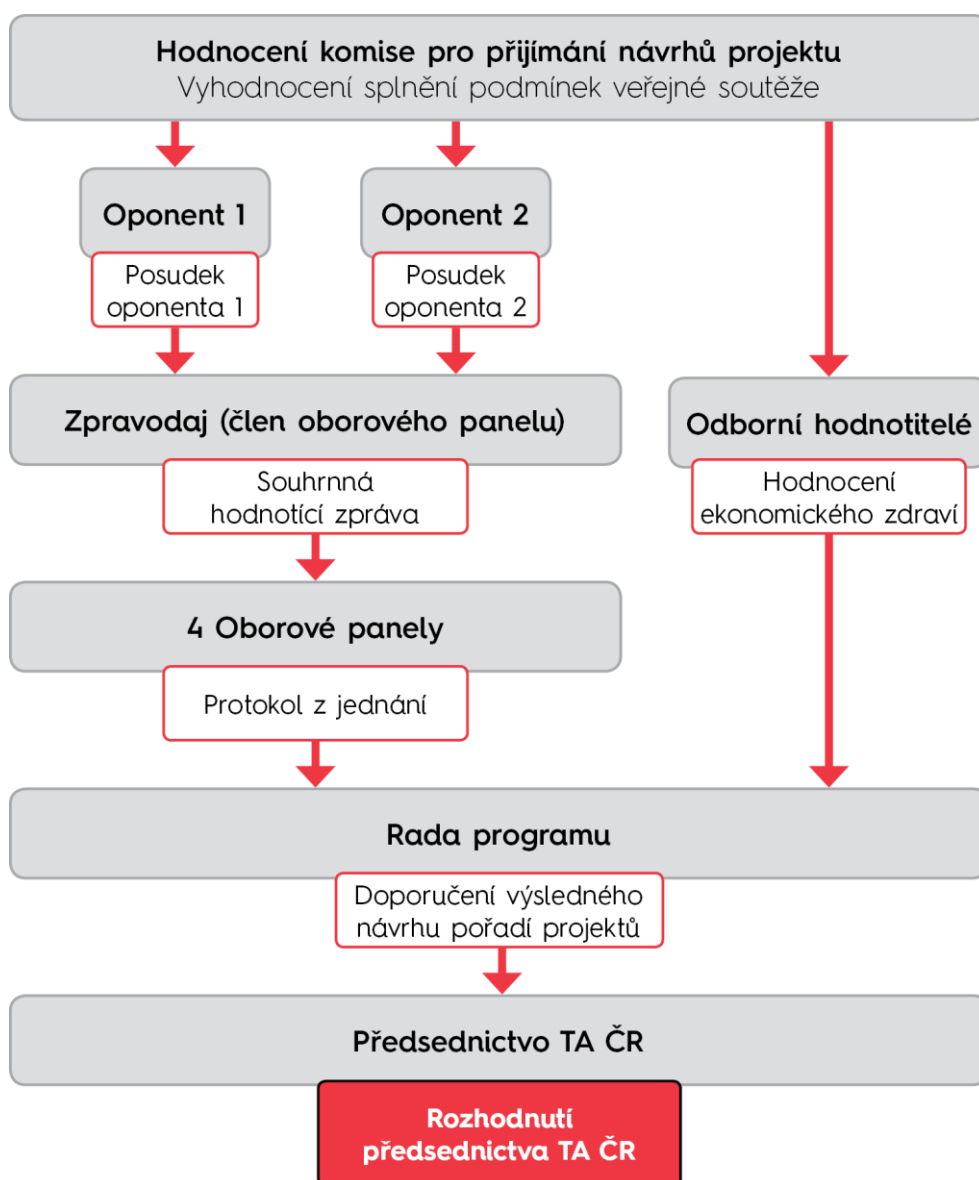 Hodnocení komise pro přijímání návrhů projektu
Vyhodnocení splnění podmínek veřejné soutěže
Oponent 1
Posudek
oponenta 1
Oponent 2
Posudek
oponenta 2
Zpravodaj (člen oborového panelu)
Souhrnná
hodnotící zpráva
Odborní hodnotitelé
Hodnocení
ekonomického zdraví
4 Oborové panely
Protokol z jednání
Rada programu
Doporučení výsledného
návrhu pořadí projektů
Předsednictvo TA ČR
Rozhodnutí
předsednictva TA ČR